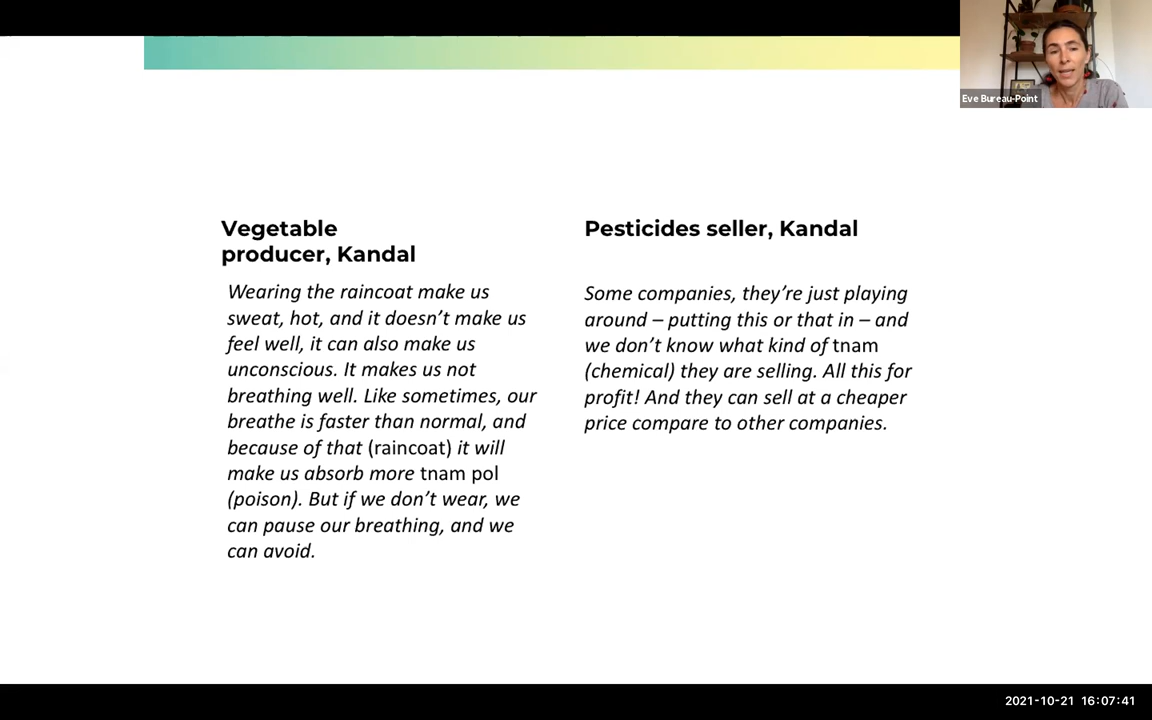 Eve Bureau-Point
Vegetable
producer, Kandal
Wearing the raincoat make us
sweat, hot, and it doesn’t make us
feel well, it can also make us
unconscious. It makes us not
breathing well. Like sometimes, our
breathe is faster than normal, and
because of that (raincoat) it will
make us absorb more tnam pol
(poison). But if we don’t wear, we
can pause our breathing, and we
can avoid.
Pesticides seller, Kandal
Some companies, they’re just playing
around – putting this or that in – and
we don’t know what kind of tnam
(chemical) they are selling. All this for
profit! And they can sell at a cheaper
price compare to other companies.
2021-10-21 16:07:41